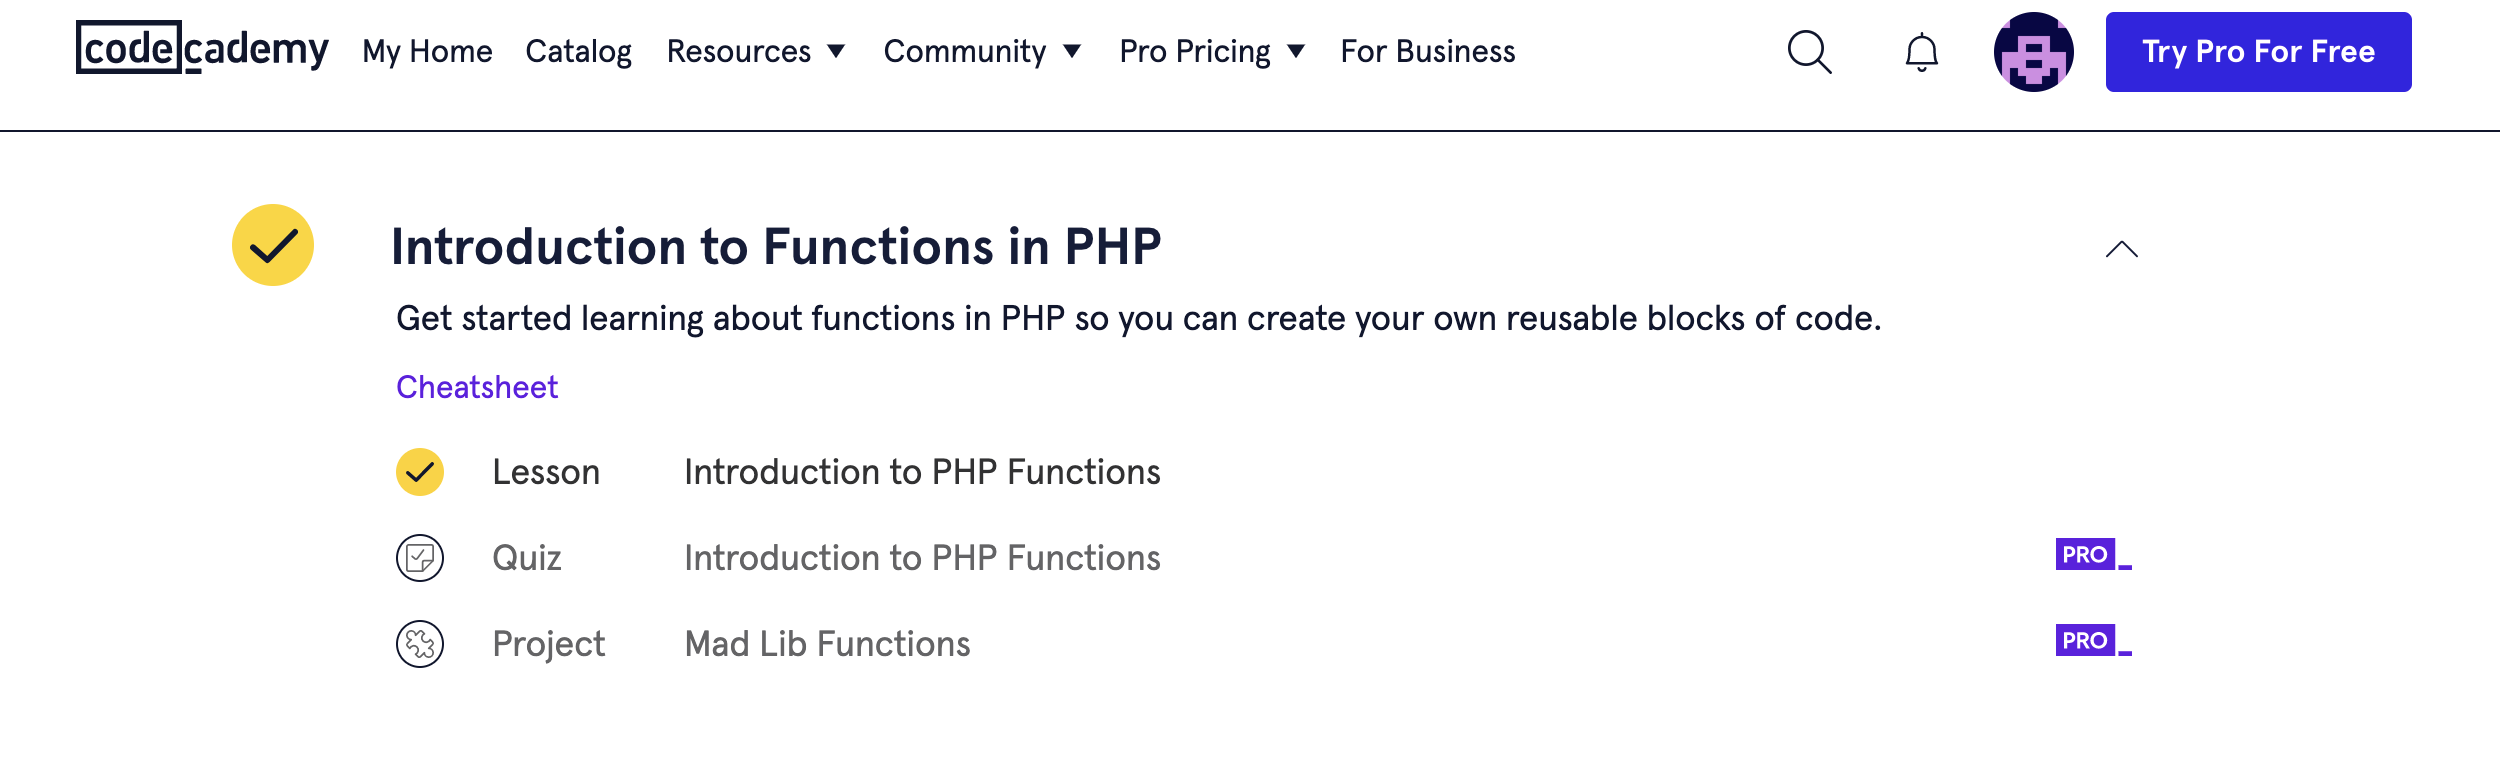 codecademy My Home Catalog Resources Community Pro Pricing For Business Try Pro For Free
Introduction to Functions in PHP
Get started learning about functions in PHP so you can create your own reusable blocks of code.
Cheatsheet
Lesson Introduction to PHP Functions
Quiz Introduction to PHP Functions PRO
Project Mad Lib Functions PRO